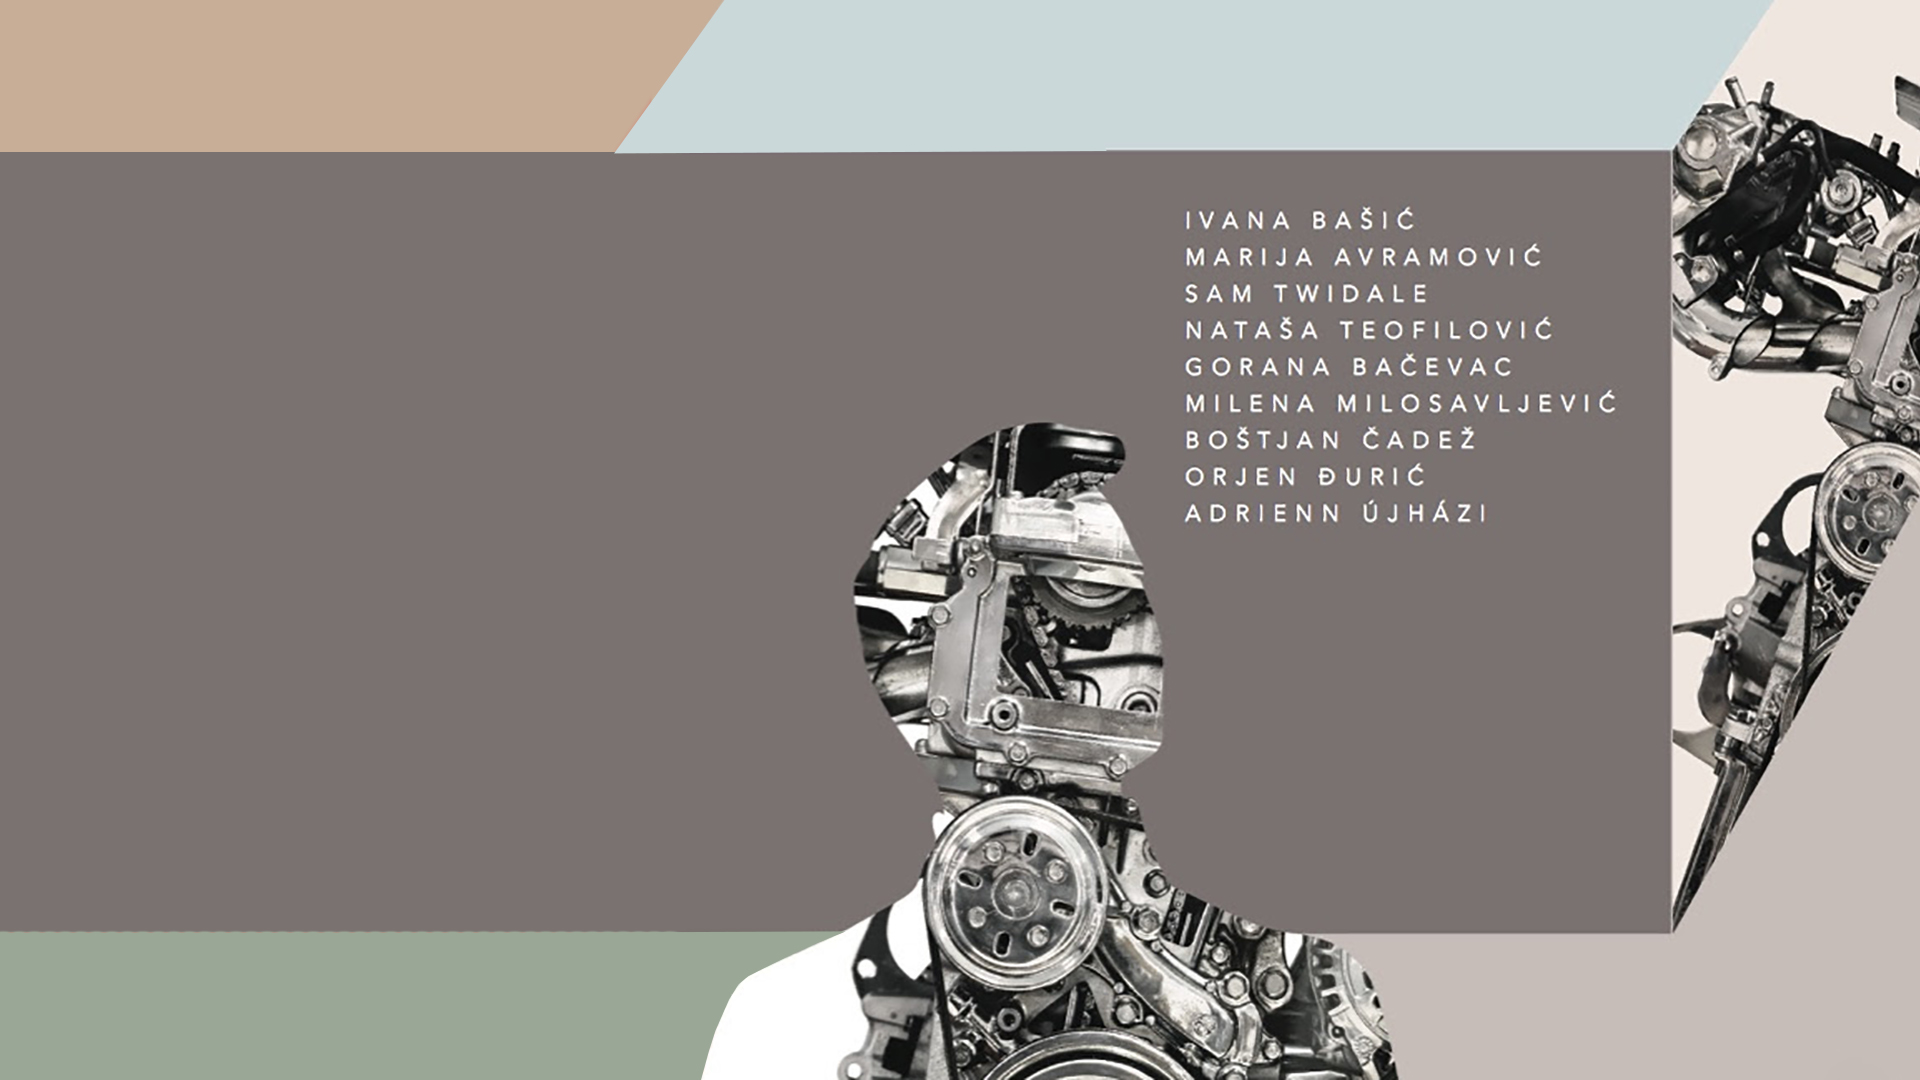 IVANA BAŠIĆ
MARIJA AVRAMOVIĆ
SAM TWIDALE
NATAŠA TEOFILOVIĆ
GORANA BAČEVAC
MILENA MILOSAVLJEVIĆ
BOŠTJAN ČADEŽ
ORJEN ĐURIĆ
ADRIENN ÚJHÁZI